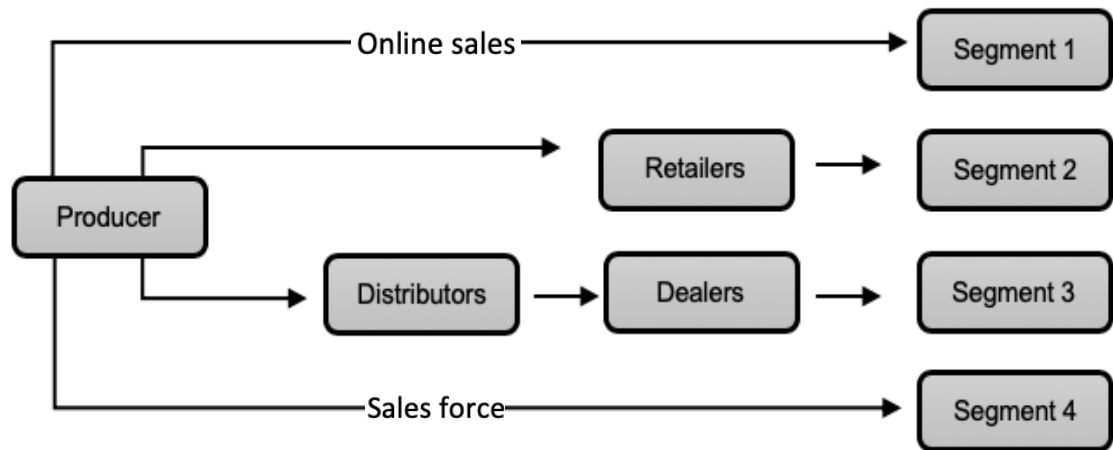 Online sales
Segment 1
Retailers
Segment 2
Producer
Distributors
Dealers
Segment 3
Sales force
Segment 4